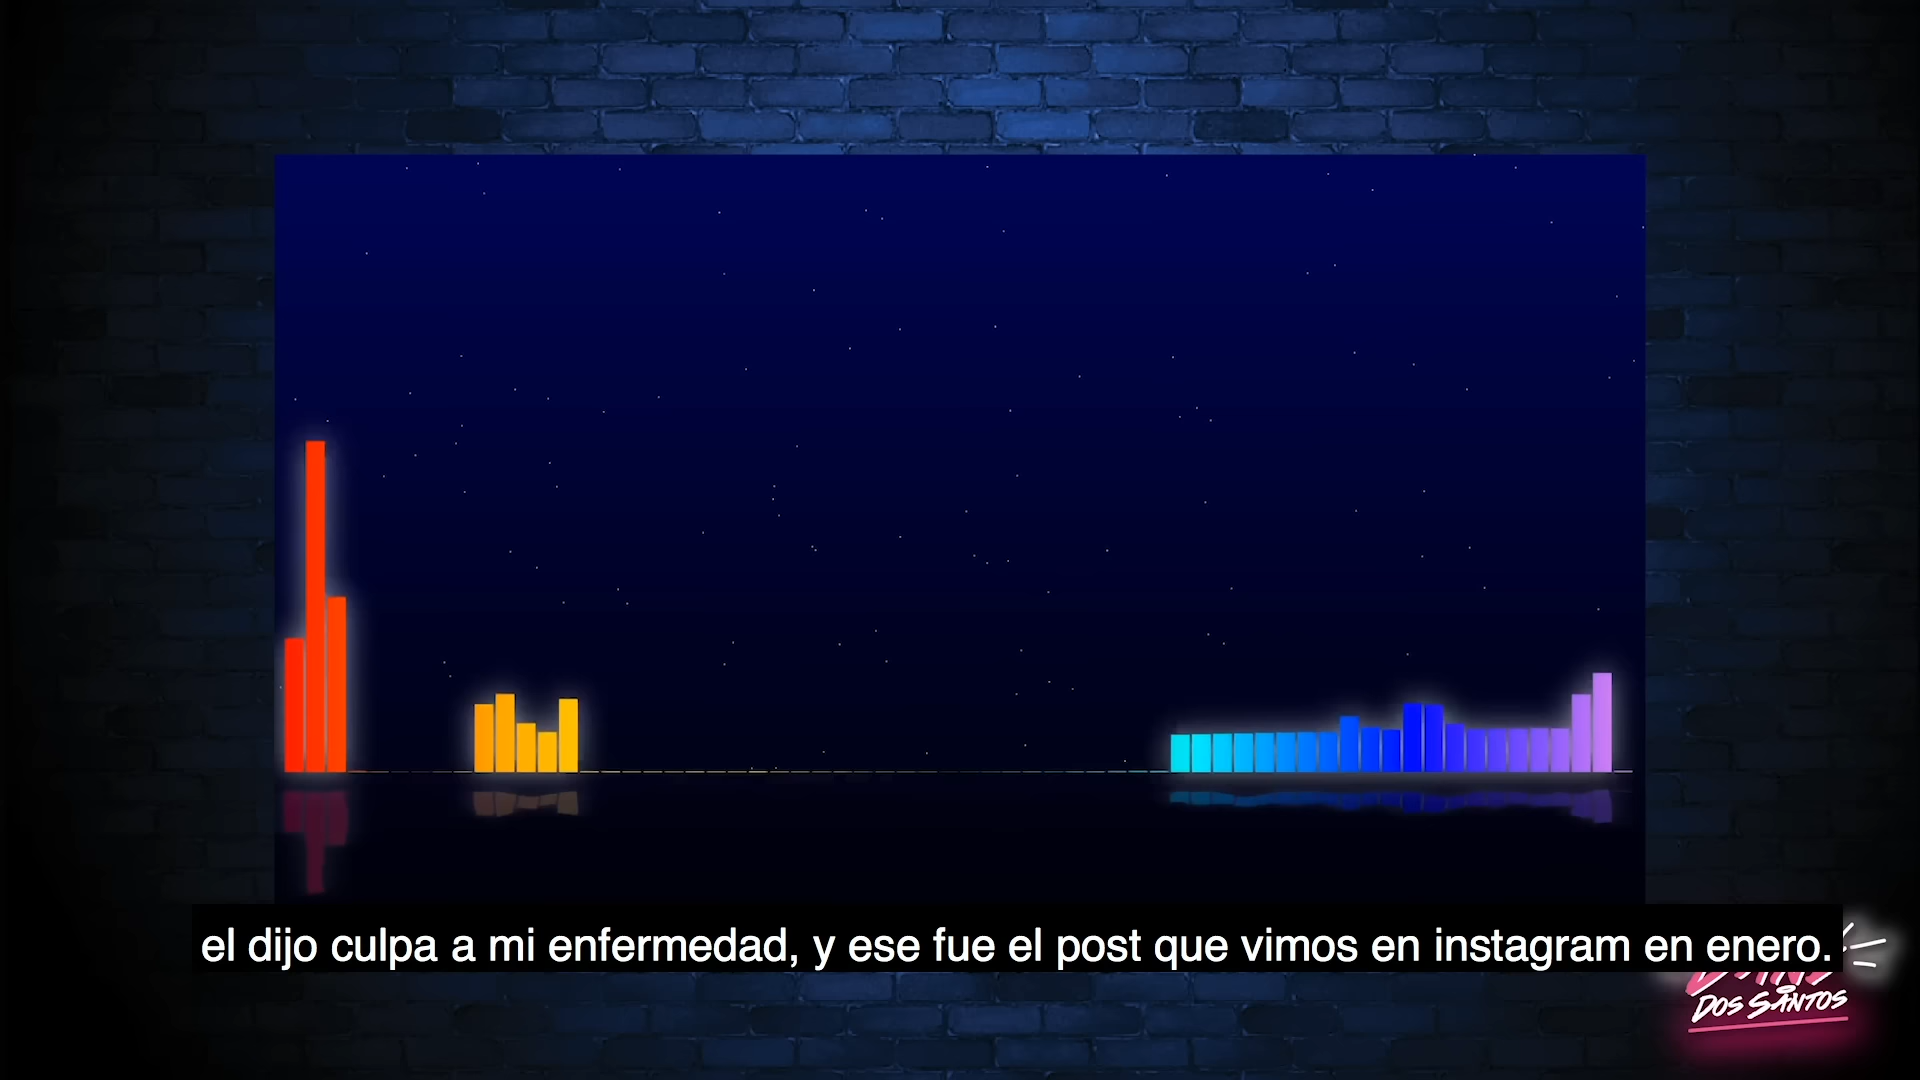 el dijo culpa a mi enfermedad, y ese fue el post que vimos en instagram en enero.
DOS SANTOS